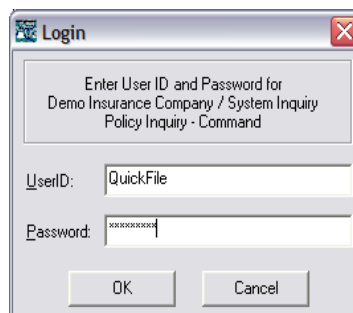 Login
Enter User ID and Password for
Demo Insurance Company / System Inquiry
Policy Inquiry - Command
UserID: QuickFile
Password: ×××××××××
OK Cancel